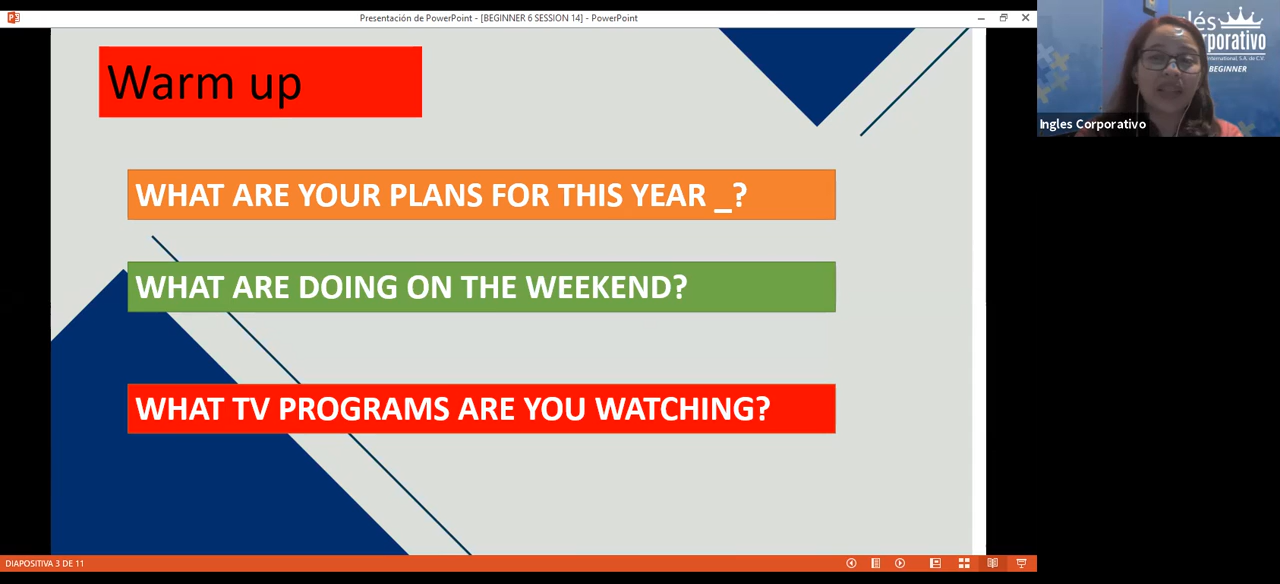 Presentación de PowerPoint - [BEGINNER 6 SESSION 14] - PowerPoint
Warm up
WHAT ARE YOUR PLANS FOR THIS YEAR _?
WHAT ARE DOING ON THE WEEKEND?
WHAT TV PROGRAMS ARE YOU WATCHING?
BEGINNER
Ingles Corporativo
DIAPOSITIVA 3 DE 11